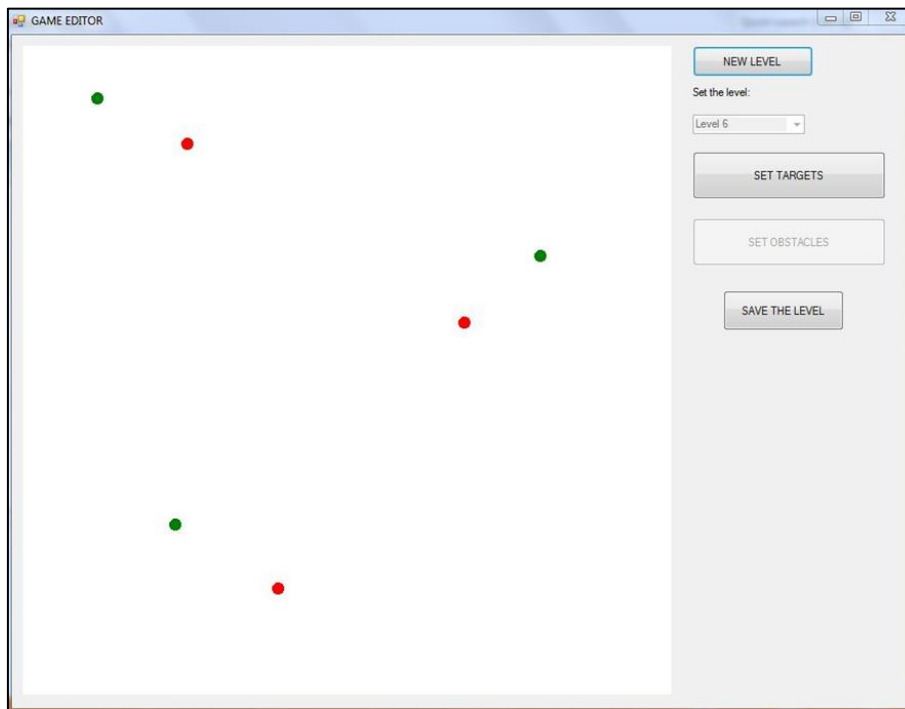 GAME EDITOR
NEW LEVEL
Set the level:
Level 6
SET TARGETS
SET OBSTACLES
SAVE THE LEVEL